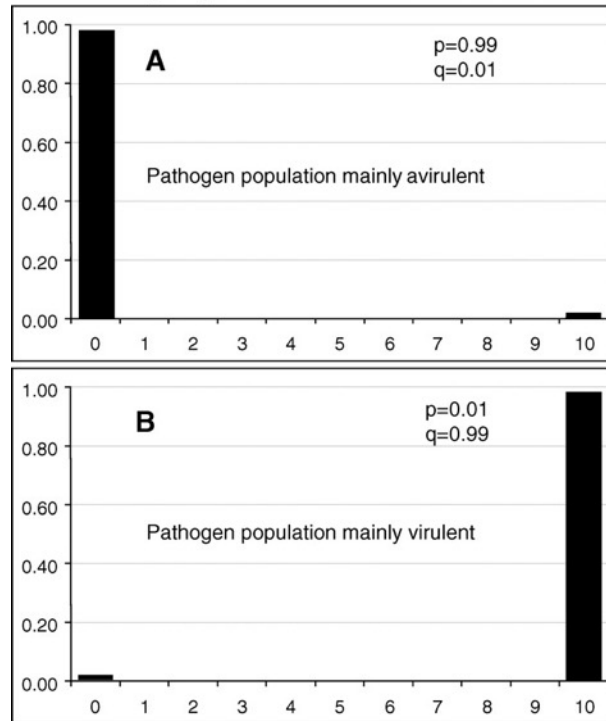 1.00
A
p=0.99
q=0.01
0.80
0.60
Pathogen population mainly avirulent
0.40
0.20
0.00
0 1 2 3 4 5 6 7 8 9 10
1.00
B
p=0.01
q=0.99
0.80
0.60
Pathogen population mainly virulent
0.40
0.20
0.00
0 1 2 3 4 5 6 7 8 9 10